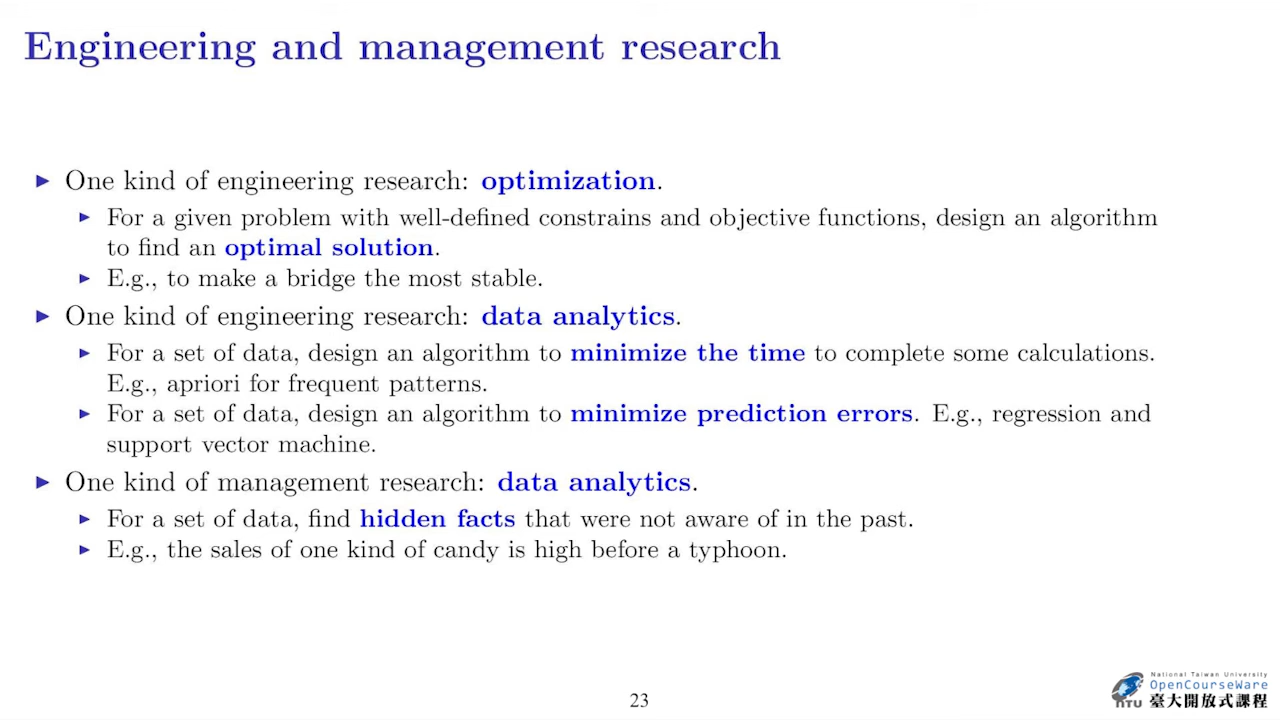 Engineering and management research
▶ One kind of engineering research: optimization.
▶ For a given problem with well-defined constrains and objective functions, design an algorithm
to find an optimal solution.
▶ E.g., to make a bridge the most stable.
▶ One kind of engineering research: data analytics.
▶ For a set of data, design an algorithm to minimize the time to complete some calculations.
E.g., apriori for frequent patterns.
▶ For a set of data, design an algorithm to minimize prediction errors. E.g., regression and
support vector machine.
▶ One kind of management research: data analytics.
▶ For a set of data, find hidden facts that were not aware of in the past.
▶ E.g., the sales of one kind of candy is high before a typhoon.
23
National Taiwan University
OpenCourseWare
NTU 臺大開放式課程